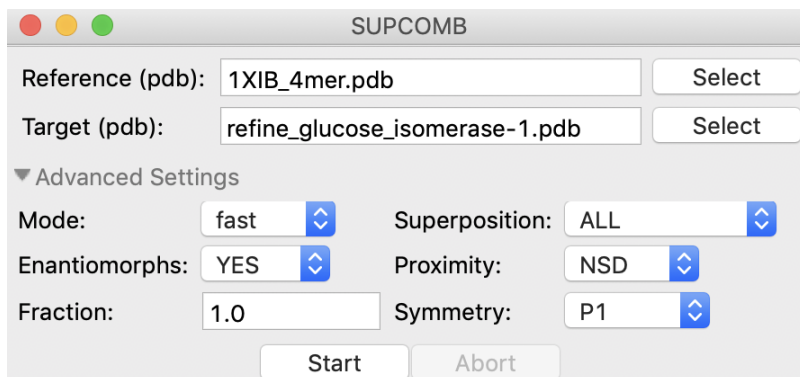 SUPCOMB
Reference (pdb): 1XIB_4mer.pdb Select
Target (pdb): refine_glucose_isomerase-1.pdb Select
Advanced Settings
Mode: fast Superposition: ALL
Enantiomorphs: YES Proximity: NSD
Fraction: 1.0 Symmetry: P1
Start Abort